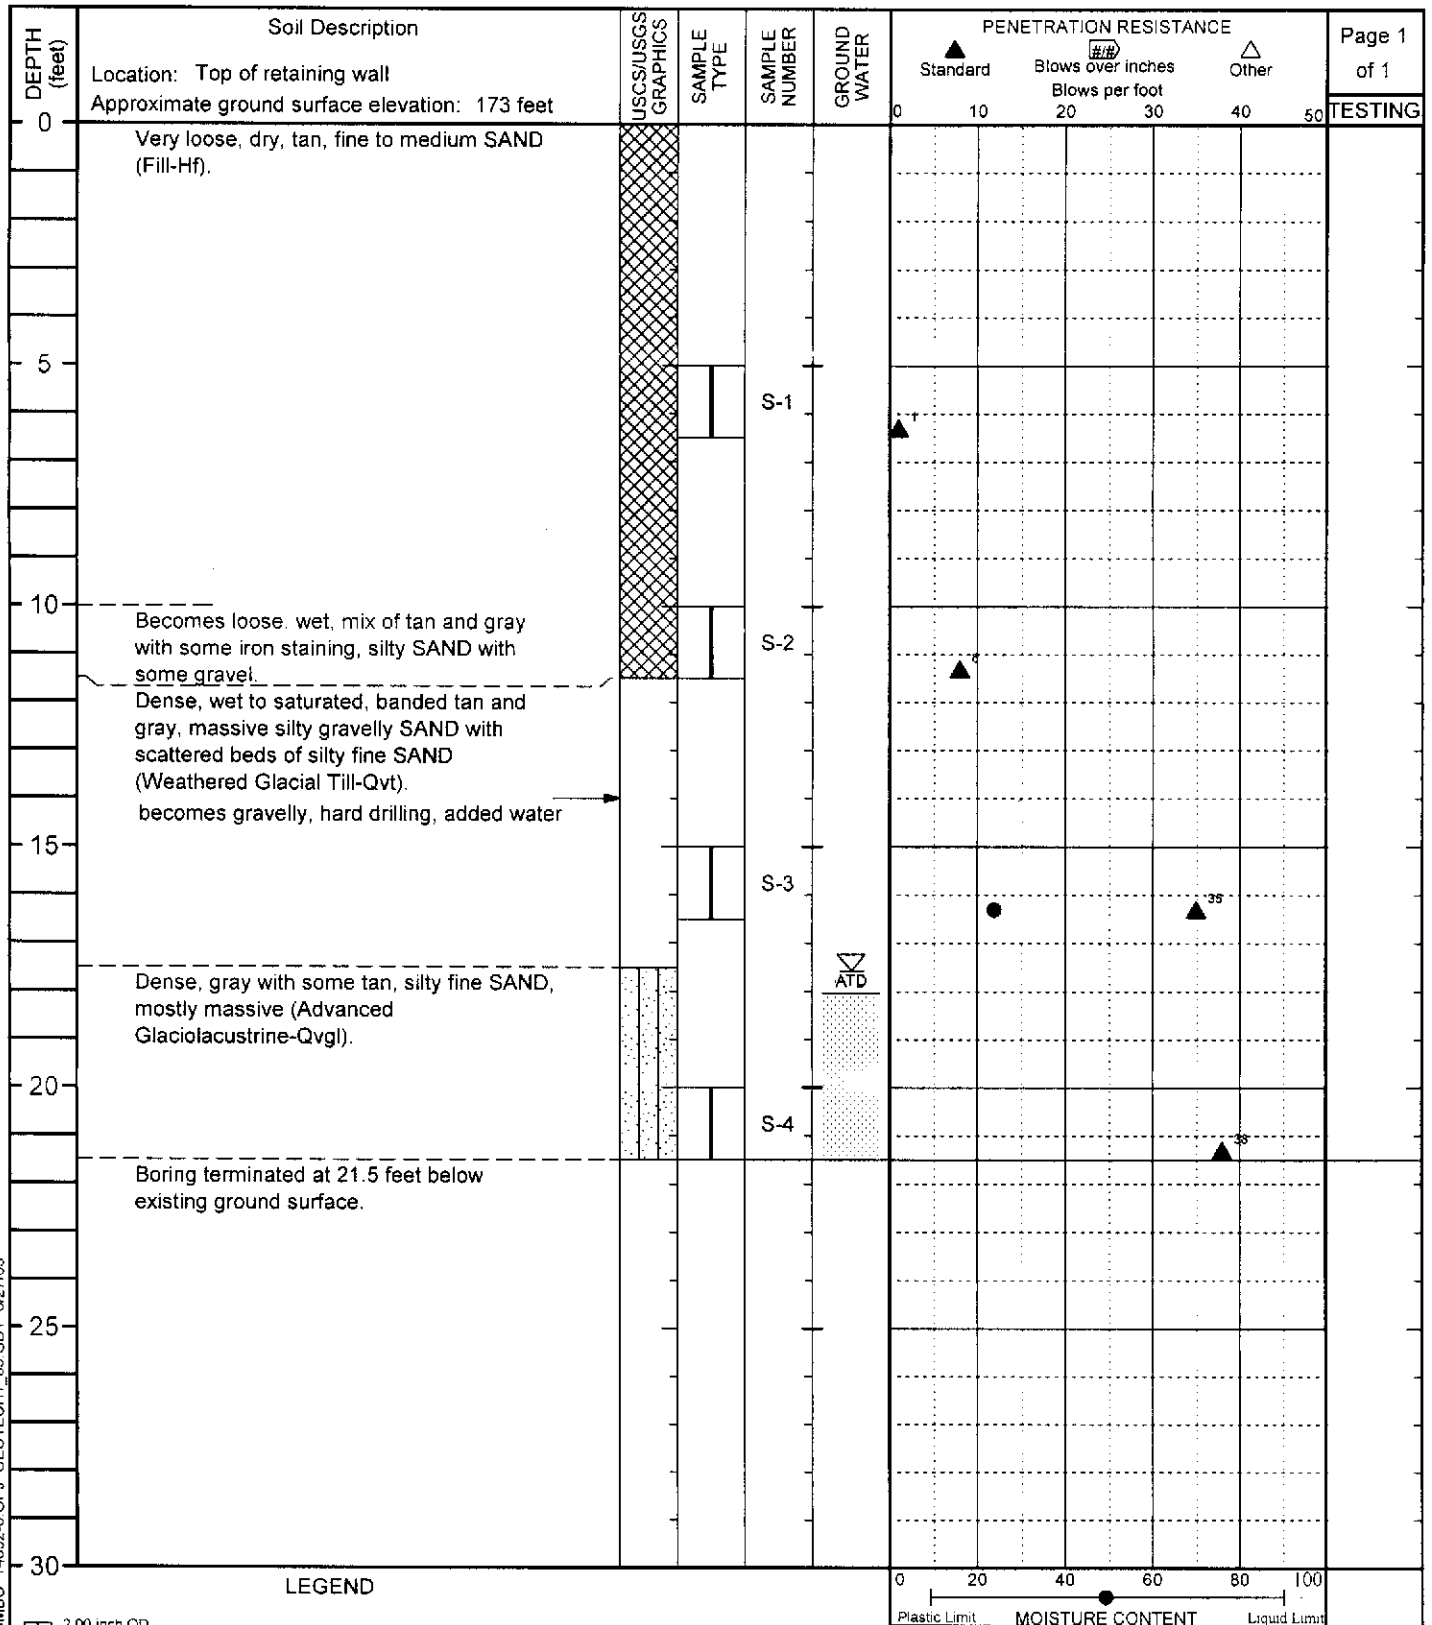 DEPTH (feet)
Soil Description
Location: Top of retaining wall
Approximate ground surface elevation: 173 feet
USCS/USGS GRAPHICS
SAMPLE TYPE
SAMPLE NUMBER
GROUND WATER
PENETRATION RESISTANCE
Standard
#/#
Blows over inches
Other
Blows per foot
0 10 20 30 40 50
Page 1
of 1
TESTING
0
Very loose, dry, tan, fine to medium SAND
(Fill-Hf).
5
S-1
1
10
Becomes loose, wet, mix of tan and gray
with some iron staining, silty SAND with
some gravel.
S-2
Dense, wet to saturated, banded tan and
gray, massive silty gravelly SAND with
scattered beds of silty fine SAND
(Weathered Glacial Till-Qvt).
becomes gravelly, hard drilling, added water
15
S-3
35
Dense, gray with some tan, silty fine SAND,
mostly massive (Advanced
Glaciolacustrine-Qvgl).
ATD
20
S-4
38
Boring terminated at 21.5 feet below
existing ground surface.
25
30
LEGEND
0 20 40 60 80 100
Plastic Limit MOISTURE CONTENT Liquid Limit
2.00 inch OD